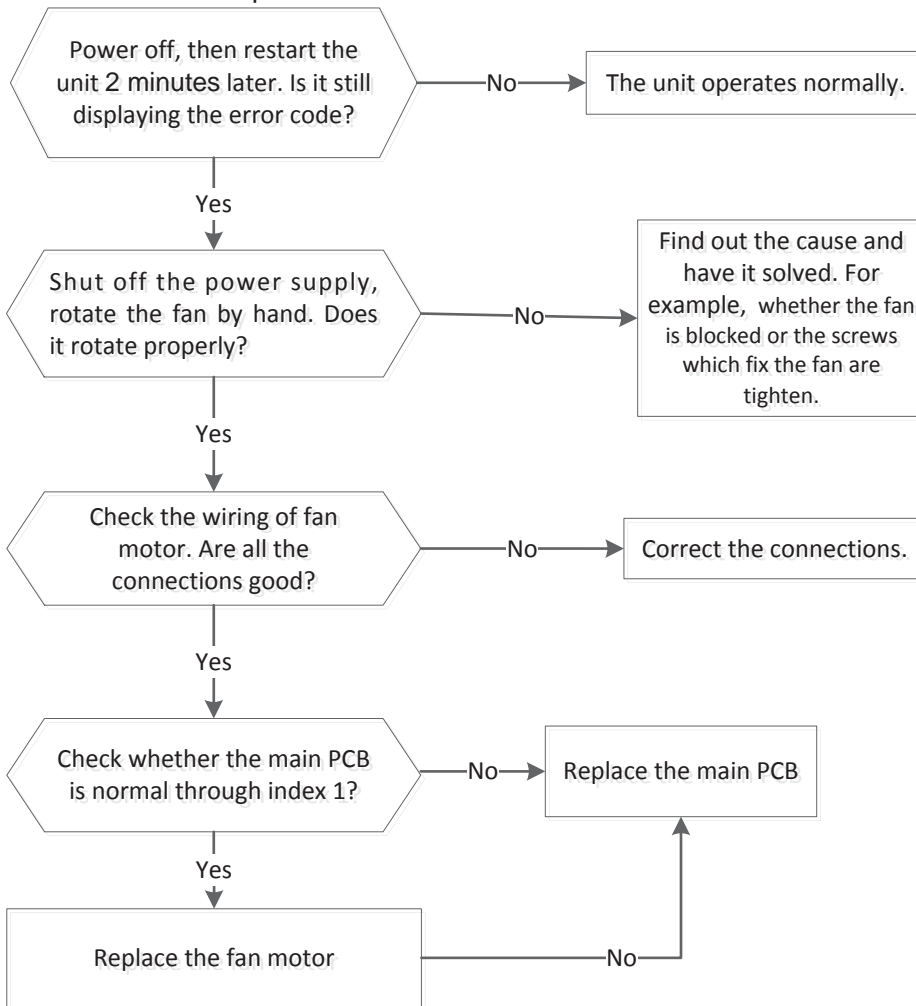 Power off, then restart the
unit 2 minutes later. Is it still
displaying the error code?
No
The unit operates normally.
Yes
Shut off the power supply,
rotate the fan by hand. Does
it rotate properly?
No
Find out the cause and
have it solved. For
example, whether the fan
is blocked or the screws
which fix the fan are
tighten.
Yes
Check the wiring of fan
motor. Are all the
connections good?
No
Correct the connections.
Yes
Check whether the main PCB
is normal through index 1?
No
Replace the main PCB
Yes
Replace the fan motor
No